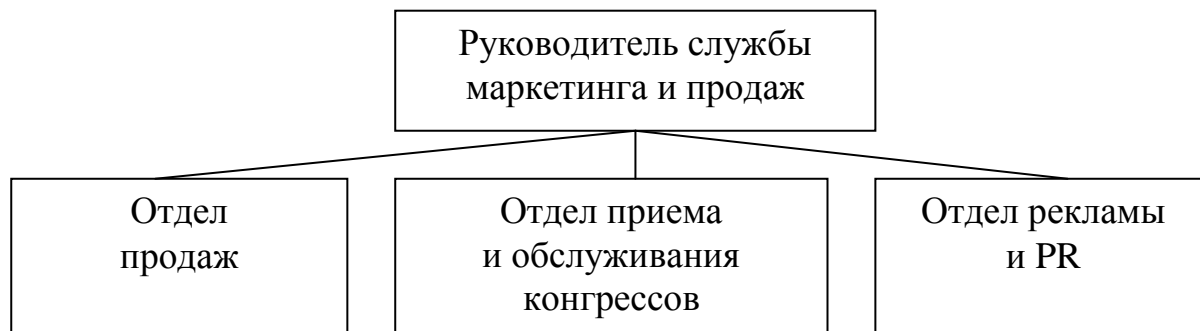 Руководитель службы
маркетинга и продаж
Отдел
продаж
Отдел приема
и обслуживания
конгрессов
Отдел рекламы
и PR